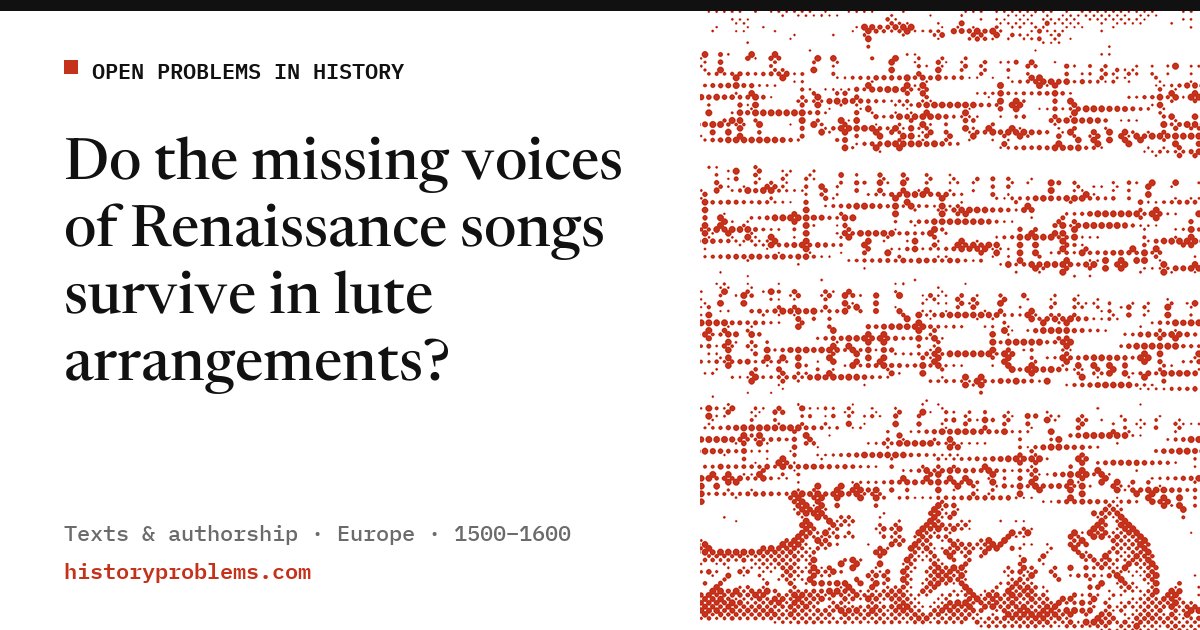 OPEN PROBLEMS IN HISTORY
Do the missing voices
of Renaissance songs
survive in lute
arrangements?
Texts & authorship · Europe · 1500–1600
historyproblems.com